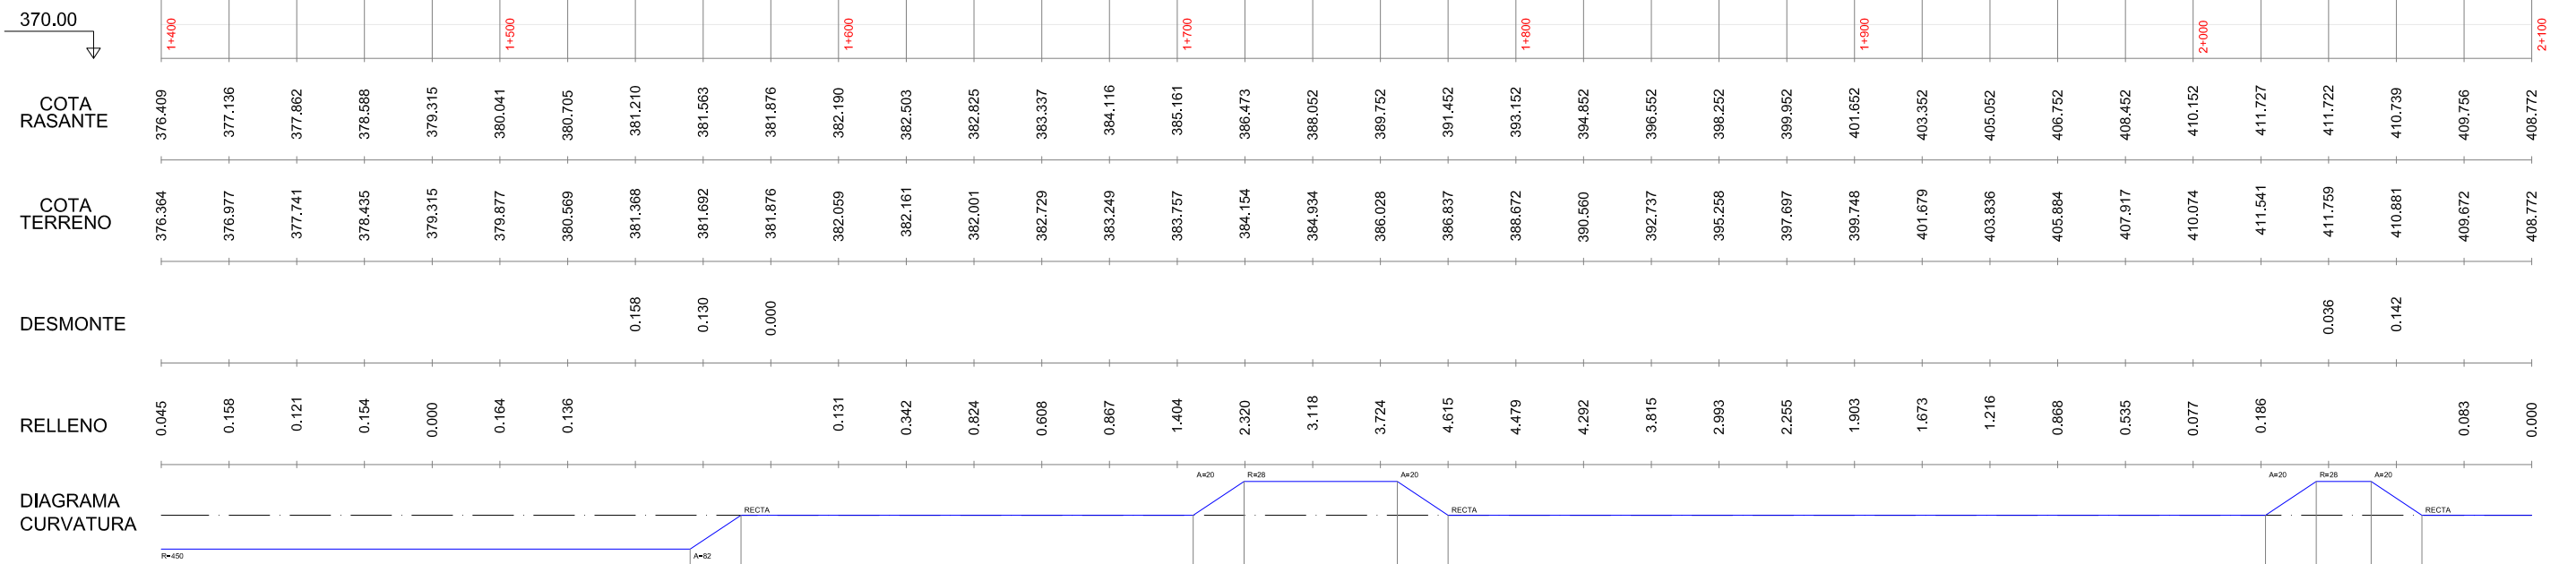 370.00
1+400 1+500 1+600 1+700 1+800 1+900 2+000 2+100
COTA
RASANTE
376.409 377.136 377.862 378.588 379.315 380.041 380.705 381.210 381.563 381.876 382.190 382.503 382.825 383.337 384.116 385.161 386.473 388.052 389.752 391.452 393.152 394.852 396.552 398.252 399.952 401.652 403.352 405.052 406.752 408.452 410.152 411.727 411.722 410.739 409.756 408.772
COTA
TERRENO
376.364 376.977 377.741 378.435 379.315 379.877 380.569 381.368 381.692 381.876 382.059 382.161 382.001 382.729 383.249 383.757 384.154 384.934 386.028 386.837 388.672 390.560 392.737 395.258 397.697 399.748 401.679 403.836 405.884 407.917 410.074 411.541 411.759 410.881 409.672 408.772
DESMONTE
0.158 0.130 0.000 0.036 0.142
RELLENO
0.045 0.158 0.121 0.154 0.000 0.164 0.136 0.131 0.342 0.824 0.608 0.867 1.404 2.320 3.118 3.724 4.615 4.479 4.292 3.815 2.993 2.255 1.903 1.673 1.216 0.868 0.535 0.077 0.186 0.083 0.000
DIAGRAMA
CURVATURA
A=20 R=28 A=20 A=20 R=28 A=20
RECTA RECTA RECTA
R=450 A=82